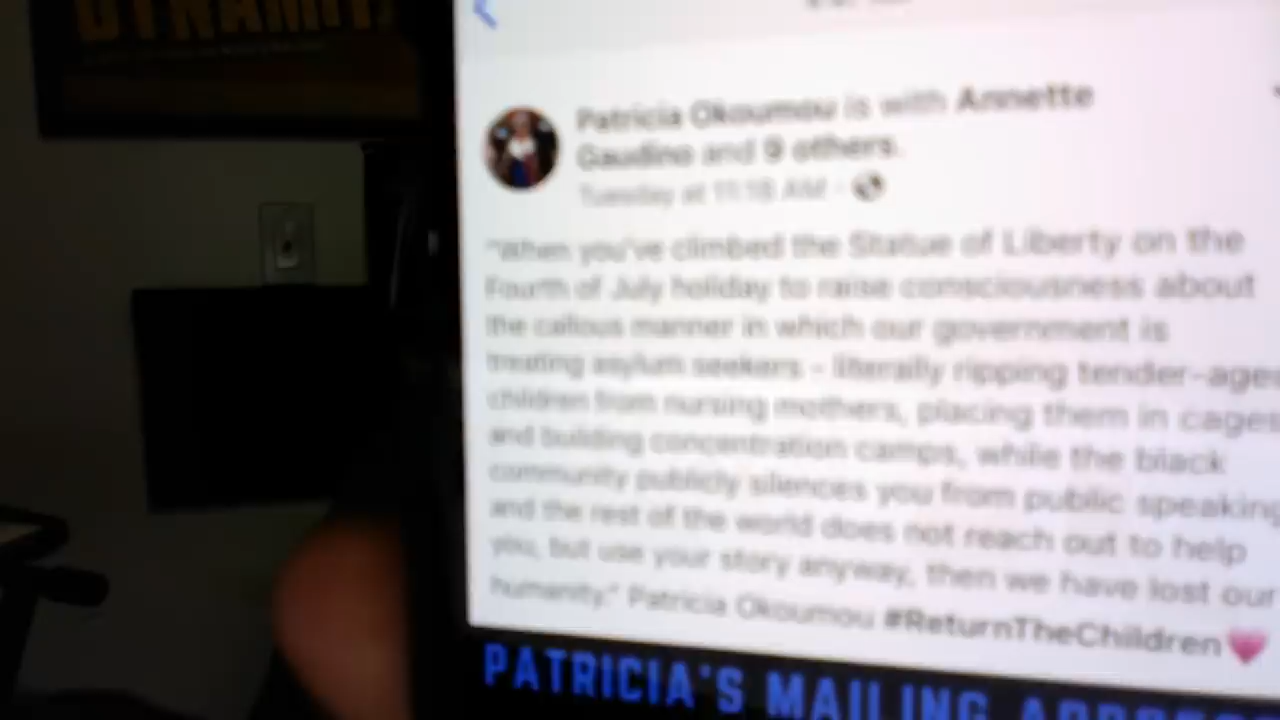 DYNAMIT
Patricia Okoumou is with Annette
Gaudino and 9 others.
Tuesday at 11:18 AM
"When you've climbed the Statue of Liberty on the
Fourth of July holiday to raise consciousness about
the callous manner in which our government is
treating asylum seekers - literally ripping tender-ages
children from nursing mothers, placing them in cages
and building concentration camps, while the black
community publicly silences you from public speaking
and the rest of the world does not reach out to help
you, but use your story anyway, then we have lost our
humanity." Patricia Okoumou #ReturnTheChildren
PATRICIA'S MAILING ADDRESS